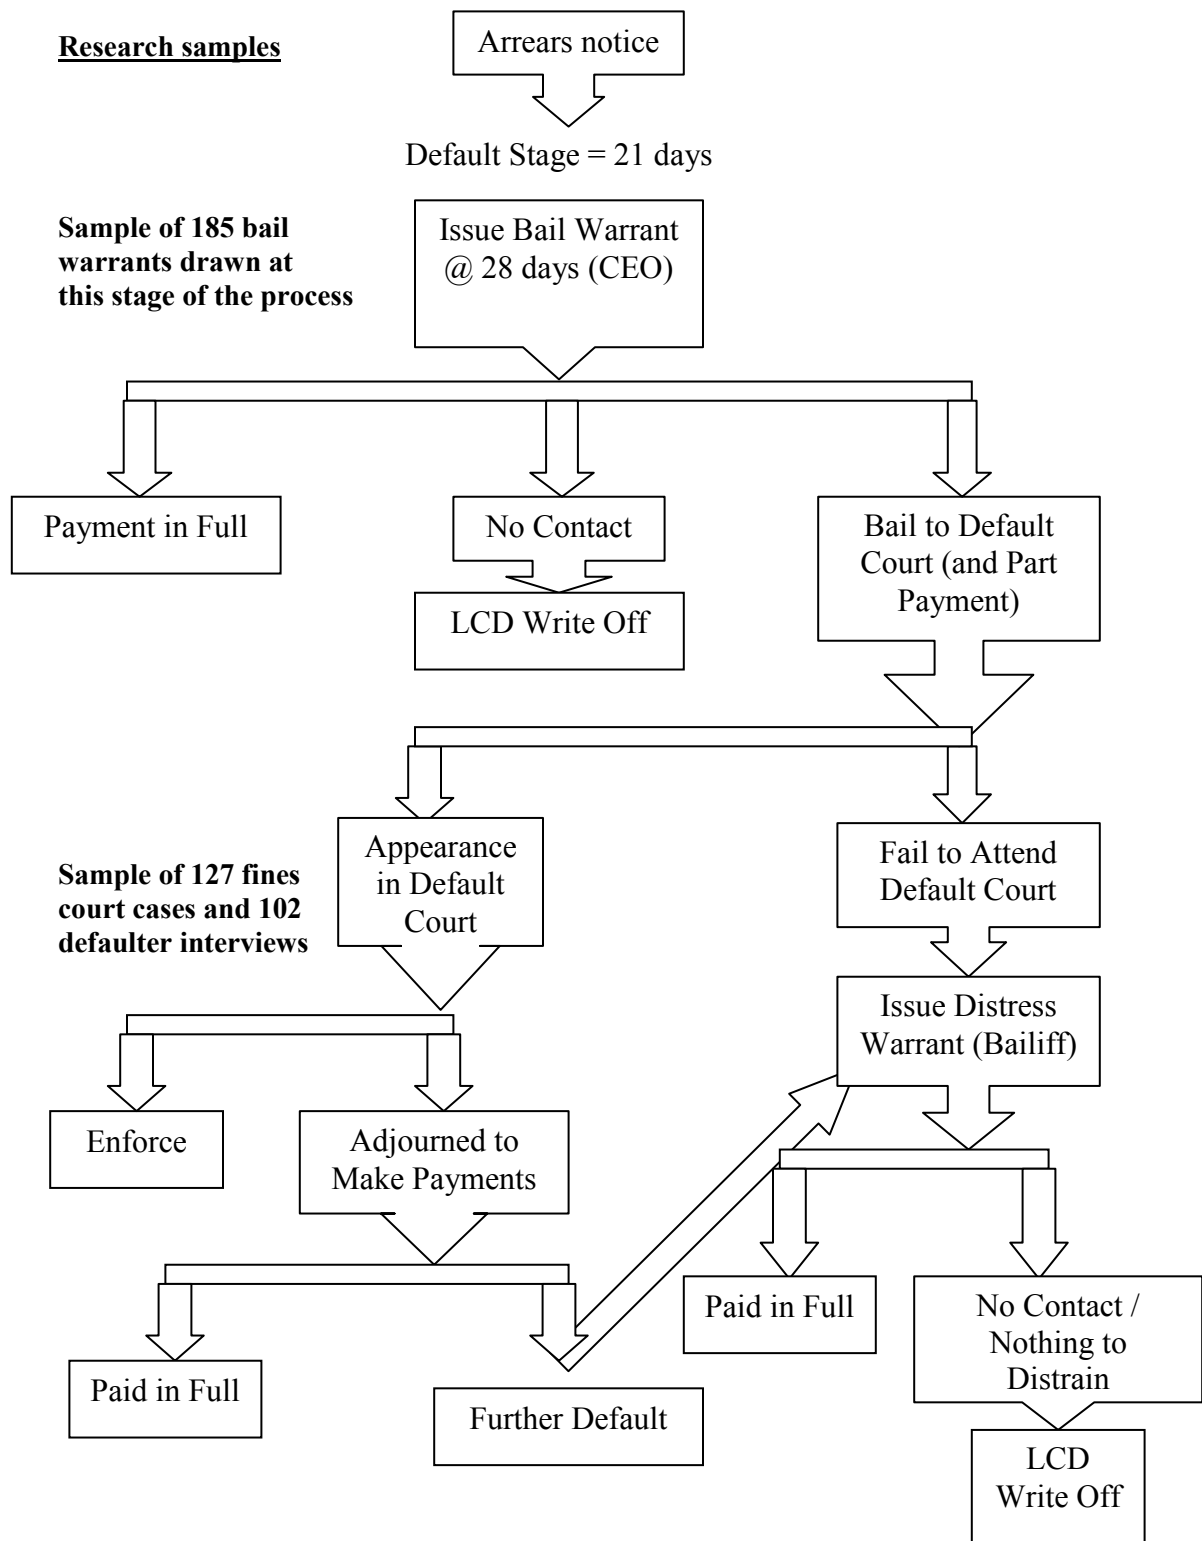 Research samples
Arrears notice
Default Stage = 21 days
Sample of 185 bail
warrants drawn at
this stage of the process
Issue Bail Warrant
@ 28 days (CEO)
Payment in Full
No Contact
LCD Write Off
Bail to Default
Court (and Part
Payment)
Sample of 127 fines
court cases and 102
defaulter interviews
Appearance
in Default
Court
Fail to Attend
Default Court
Issue Distress
Warrant (Bailiff)
Enforce
Adjourned to
Make Payments
Paid in Full
No Contact /
Nothing to
Distrain
Paid in Full
Further Default
LCD
Write Off